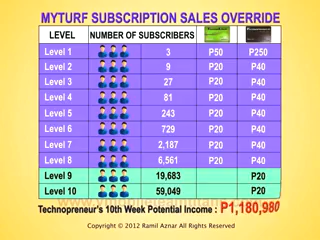 MYTURF SUBSCRIPTION SALES OVERRIDE
LEVEL NUMBER OF SUBSCRIBERS
Level 1 3 P50 P250
Level 2 9 P20 P40
Level 3 27 P20 P40
Level 4 81 P20 P40
Level 5 243 P20 P40
Level 6 729 P20 P40
Level 7 2,187 P20 P40
Level 8 6,561 P20 P40
Level 9 19,683 P20
Level 10 59,049 P20
Technopreneur's 10th Week Potential Income : P1,180,980
Copyright © 2012 Ramil Aznar All Rights Reserved